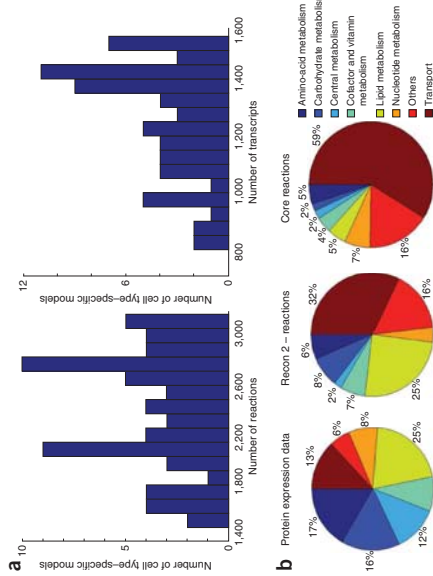 a
Number of cell type–specific models
10
5
0
1,400
1,800
2,200
2,600
3,000
Number of reactions
Number of cell type–specific models
12
6
0
800
1,000
1,200
1,400
1,600
Number of transcripts
b
Protein expression data
17%
13%
6%
8%
25%
12%
16%
Recon 2 – reactions
6%
32%
16%
25%
7%
2%
8%
Core reactions
5%
59%
16%
7%
5%
4%
2%
2%
Amino-acid metabolism
Carbohydrate metabolism
Central metabolism
Cofactor and vitamin
metabolism
Lipid metabolism
Nucleotide metabolism
Others
Transport